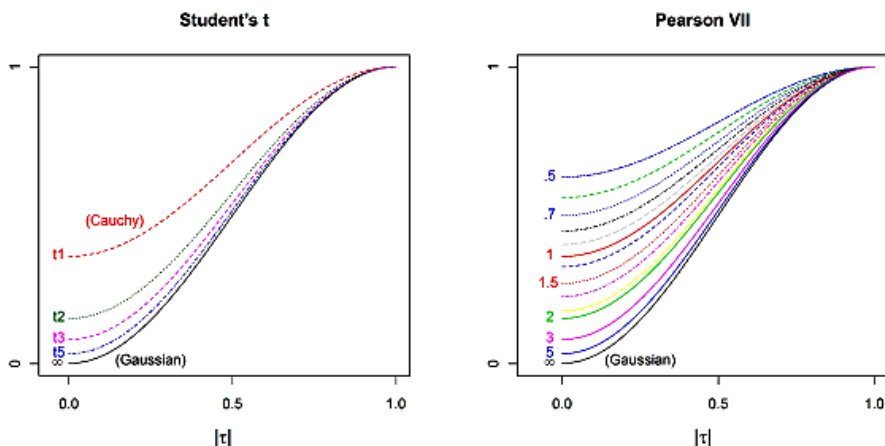 Student's t
1
(Cauchy)
t1
t2
t3
t5
∞
(Gaussian)
0
0.0 0.5 1.0
|τ|
Pearson VII
1
.5
.7
1
1.5
2
3
5
∞
(Gaussian)
0
0.0 0.5 1.0
|τ|